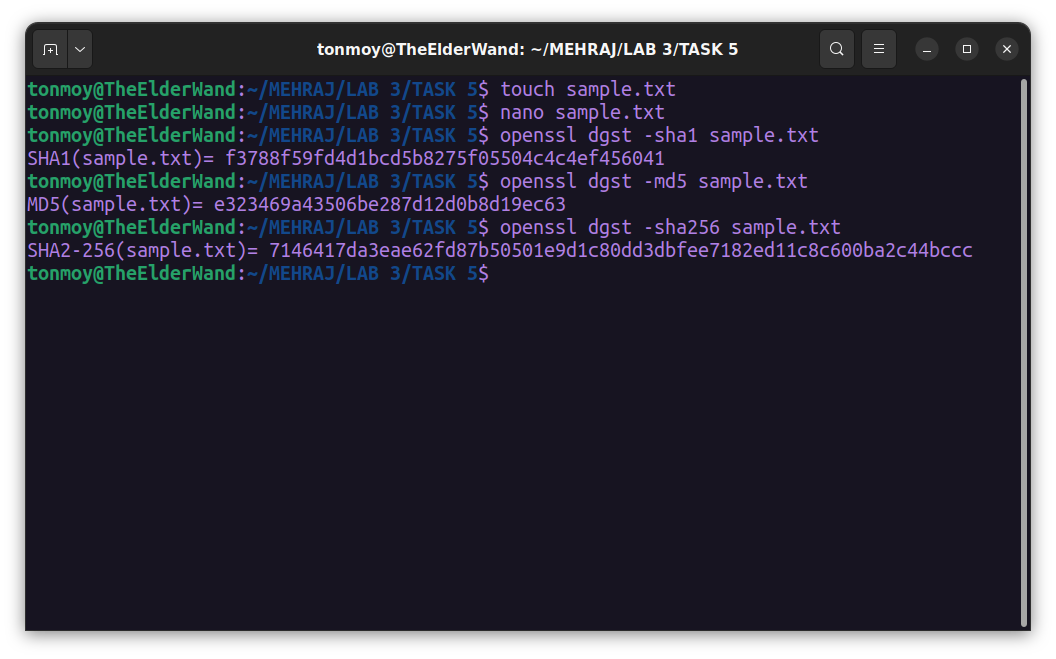 tonmoy@TheElderWand: ~/MEHRAJ/LAB 3/TASK 5
tonmoy@TheElderWand:~/MEHRAJ/LAB 3/TASK 5$ touch sample.txt
tonmoy@TheElderWand:~/MEHRAJ/LAB 3/TASK 5$ nano sample.txt
tonmoy@TheElderWand:~/MEHRAJ/LAB 3/TASK 5$ openssl dgst -sha1 sample.txt
SHA1(sample.txt)= f3788f59fd4d1bcd5b8275f05504c4c4ef456041
tonmoy@TheElderWand:~/MEHRAJ/LAB 3/TASK 5$ openssl dgst -md5 sample.txt
MD5(sample.txt)= e323469a43506be287d12d0b8d19ec63
tonmoy@TheElderWand:~/MEHRAJ/LAB 3/TASK 5$ openssl dgst -sha256 sample.txt
SHA2-256(sample.txt)= 7146417da3eae62fd87b50501e9d1c80dd3dbfee7182ed11c8c600ba2c44bccc
tonmoy@TheElderWand:~/MEHRAJ/LAB 3/TASK 5$